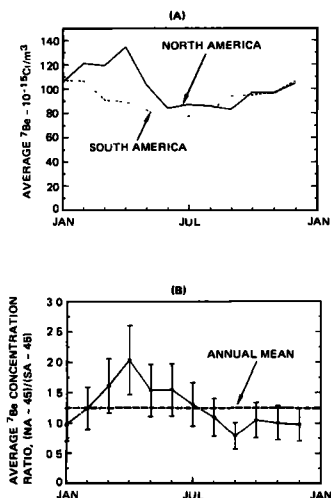 (A)
AVERAGE ⁷Be - 10⁻¹⁵Ci/m³
140
120
100
80
60
40
20
0
NORTH AMERICA
SOUTH AMERICA
JAN
JUL
(B)
AVERAGE ⁷Be CONCENTRATION
RATIO, (NA - 45)/(SA - 45)
3 0
2 5
2 0
1 5
1 0
0 5
0
ANNUAL MEAN
JAN
JUL
JAN